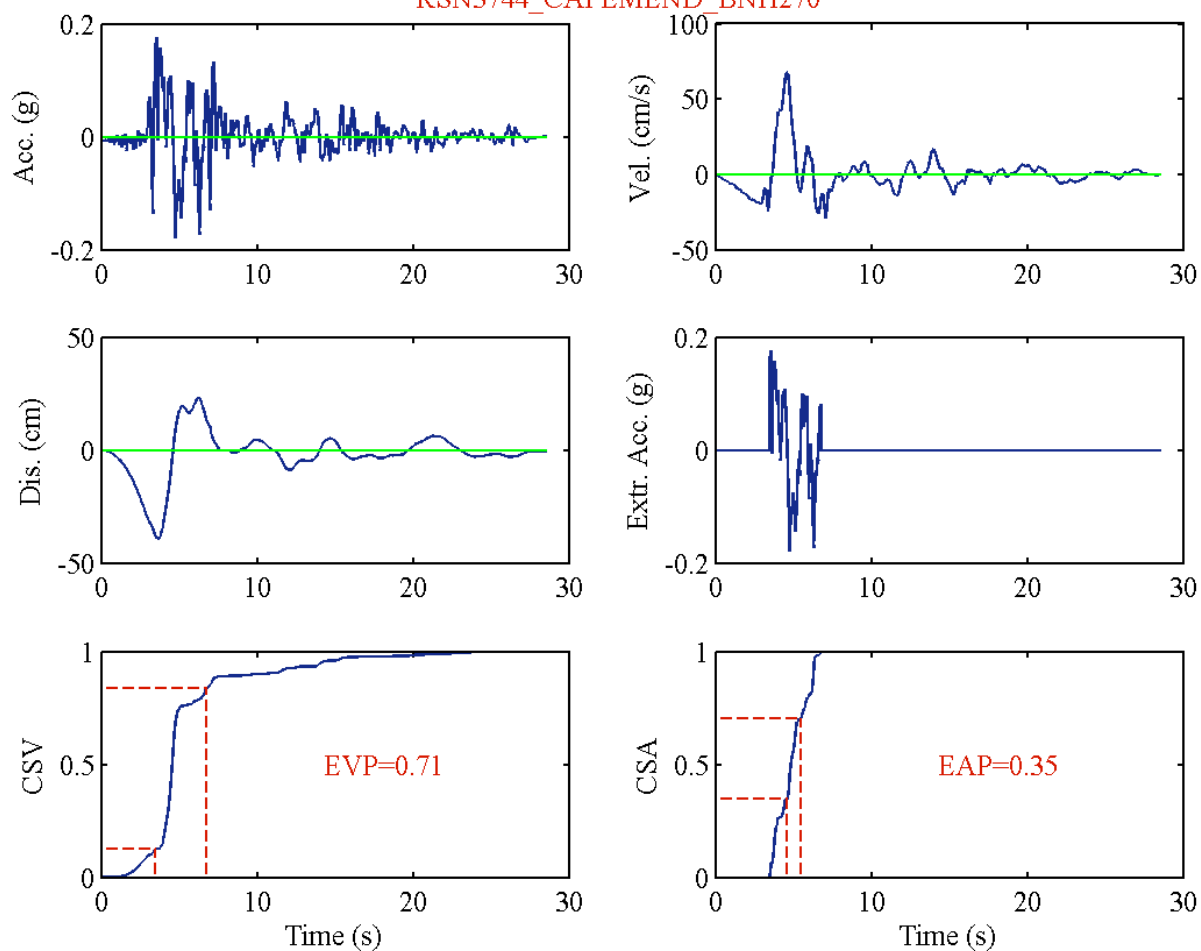 RSN3744_CAPEMEND_BNH270
0.2
0
-0.2
Acc. (g)
0 10 20 30
100
50
0
-50
Vel. (cm/s)
0 10 20 30
50
0
-50
Dis. (cm)
0 10 20 30
0.2
0
-0.2
Extr. Acc. (g)
0 10 20 30
1
0.5
0
CSV
EVP=0.71
0 10 20 30
Time (s)
1
0.5
0
CSA
EAP=0.35
0 10 20 30
Time (s)